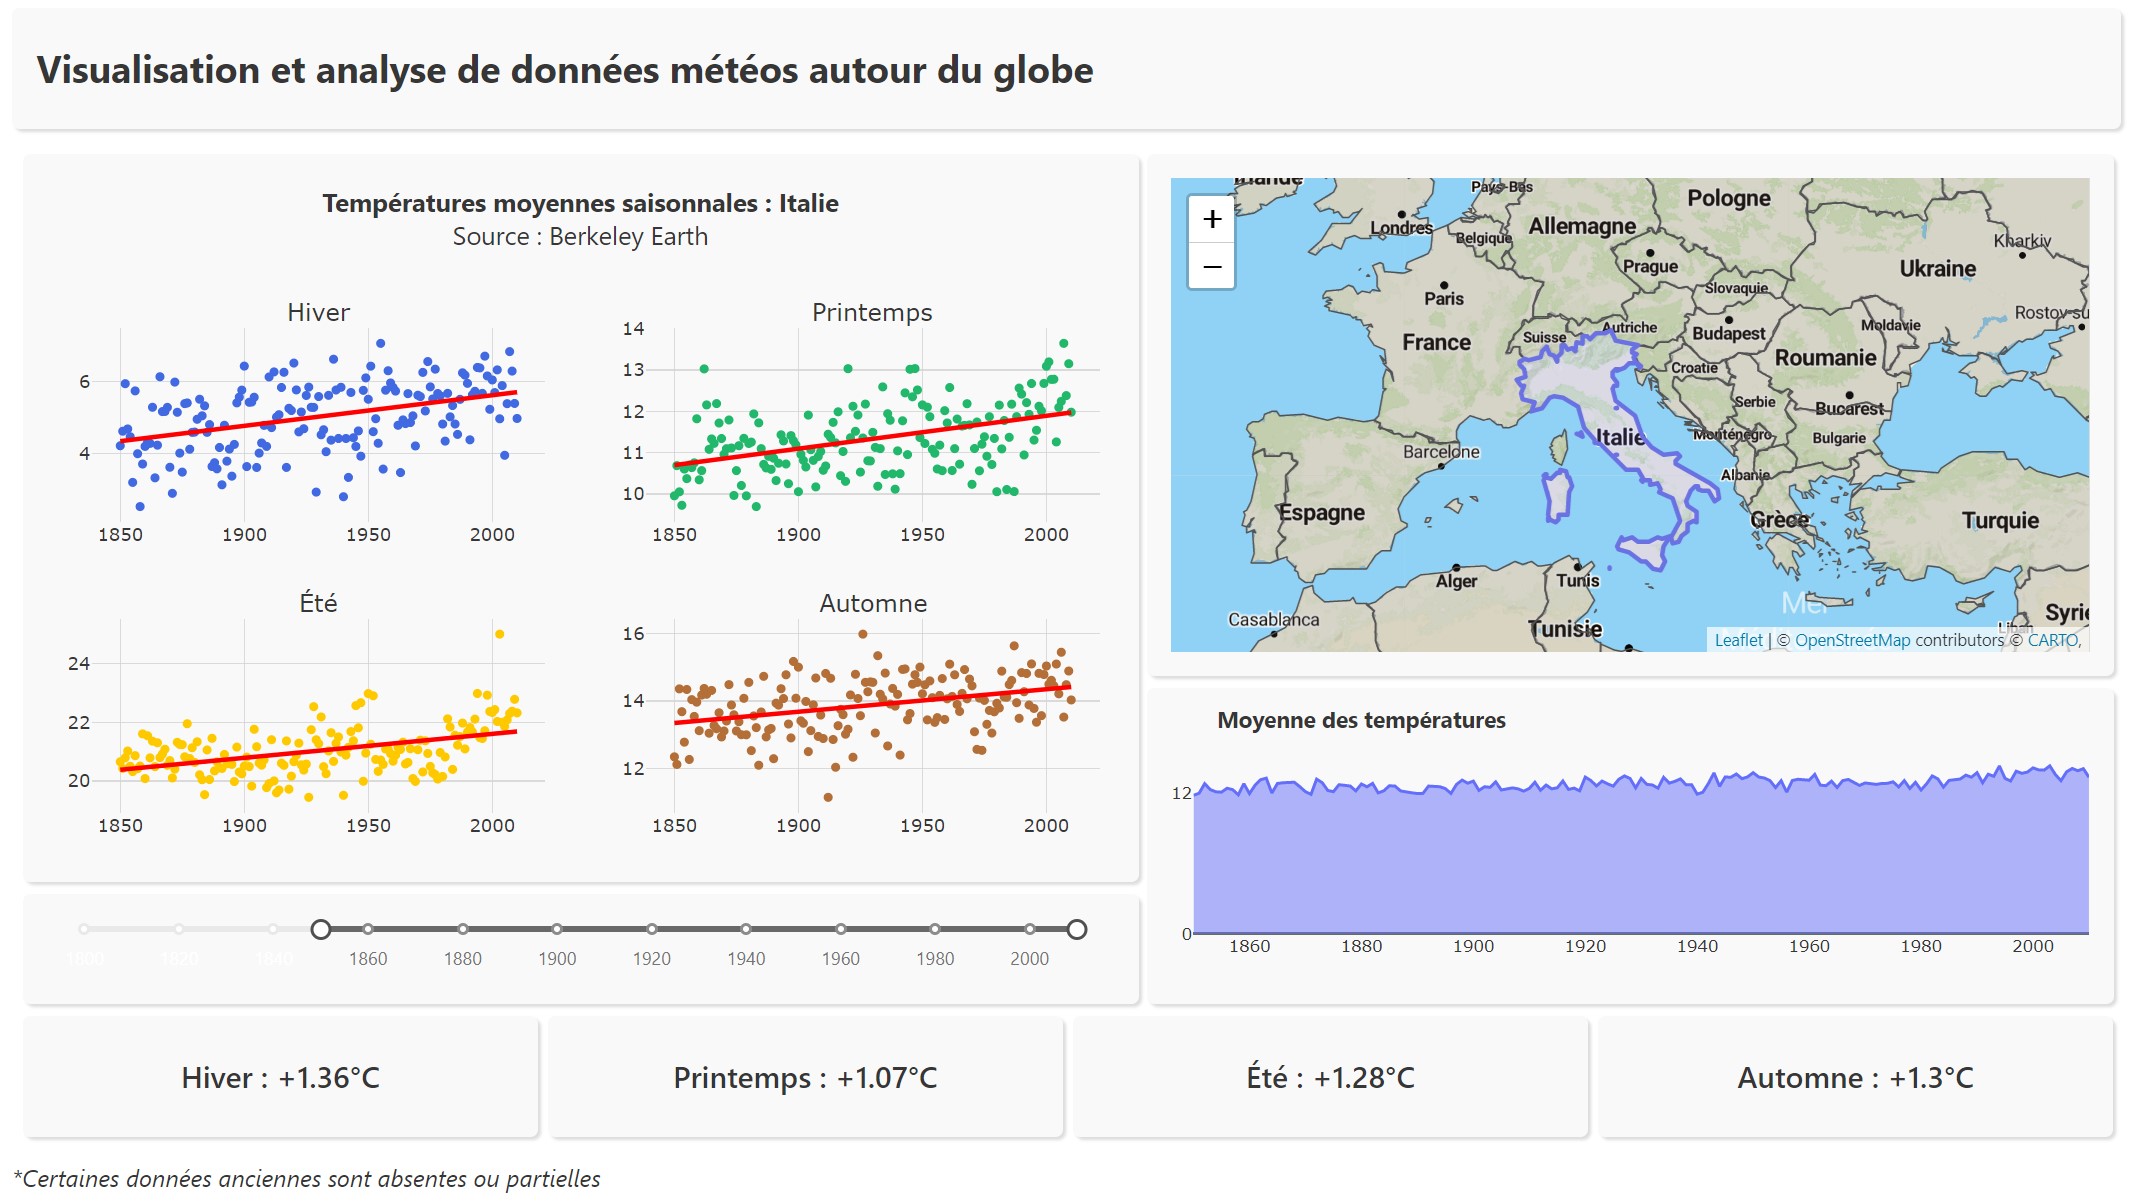 Visualisation et analyse de données météos autour du globe
Températures moyennes saisonnales : Italie
Source : Berkeley Earth
Hiver
6
4
1850 1900 1950 2000
Printemps
14
13
12
11
10
1850 1900 1950 2000
Été
24
22
20
1850 1900 1950 2000
Automne
16
14
12
1850 1900 1950 2000
1800 1820 1840 1860 1880 1900 1920 1940 1960 1980 2000
+
−
Pays-Bas
Pologne
Londres
Belgique
Allemagne
Kharkiv
Prague
Ukraine
Slovaquie
Paris
Rostov-su
Autriche
Moldavie
Suisse
Budapest
France
Roumanie
Croatie
Serbie
Bucarest
Italie
Monténégro
Bulgarie
Barcelone
Albanie
Espagne
Grèce
Turquie
Alger
Tunis
Mer
Syrie
Casablanca
Tunisie
Liban
Leaflet | © OpenStreetMap contributors © CARTO,
Moyenne des températures
12
0
1860 1880 1900 1920 1940 1960 1980 2000
Hiver : +1.36°C
Printemps : +1.07°C
Été : +1.28°C
Automne : +1.3°C
*Certaines données anciennes sont absentes ou partielles